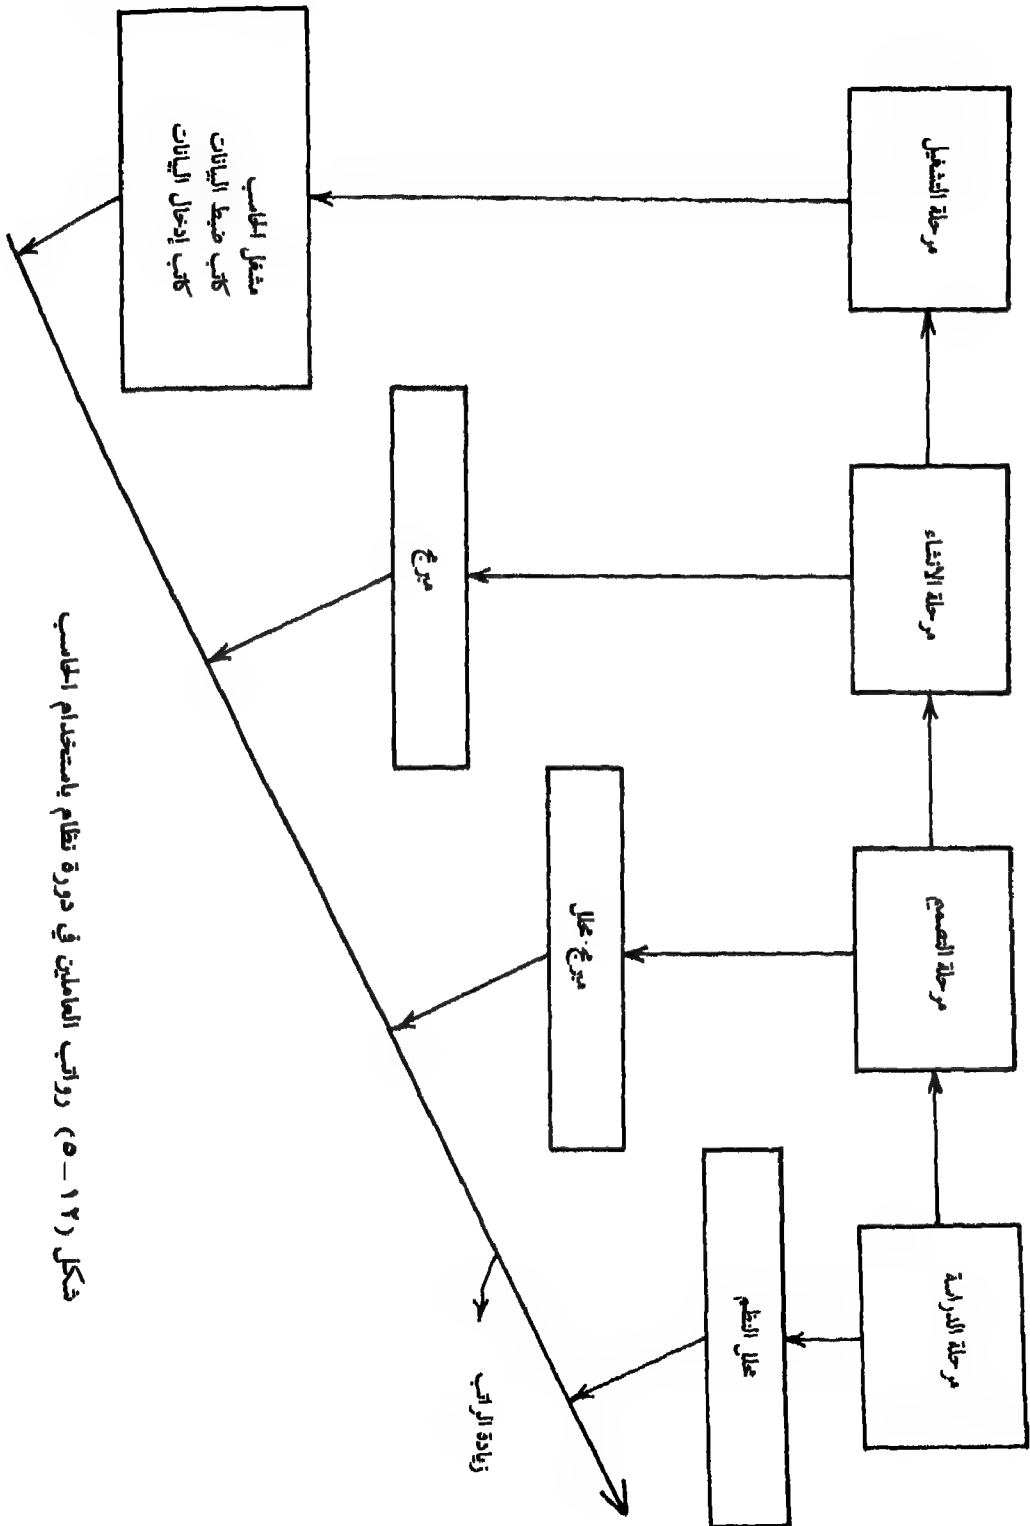 مرحلة الدراسة
مرحلة التصميم
مرحلة الانشاء
مرحلة التشغيل
محلل النظم
مبرمج محلل
مبرمج
مشغل الحاسب
كاتب ضبط البيانات
كاتب إدخال البيانات
زيادة الراتب
شكل (١٢ – ٥) رواتب العاملين في دورة نظام باستخدام الحاسب